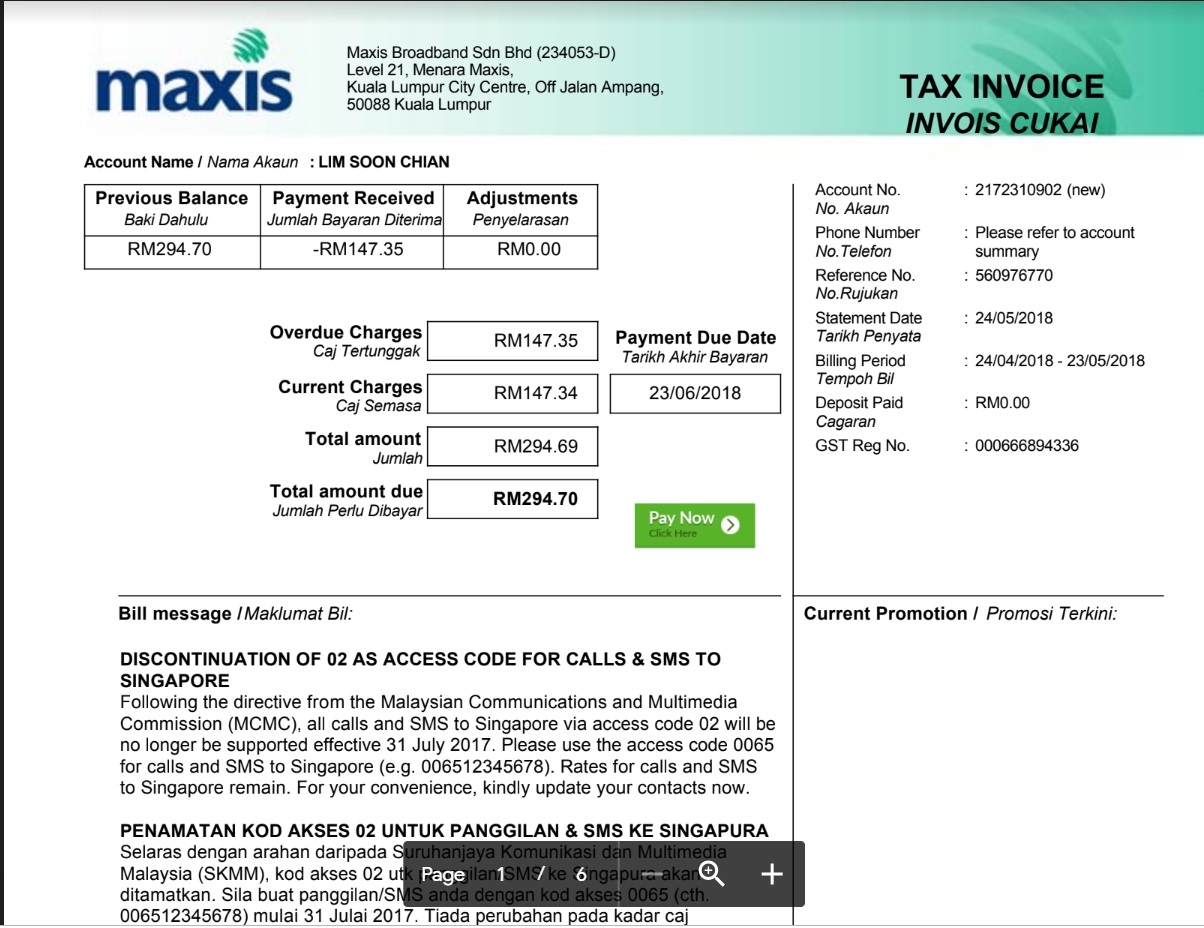 maxis
Maxis Broadband Sdn Bhd (234053-D)
Level 21, Menara Maxis,
Kuala Lumpur City Centre, Off Jalan Ampang,
50088 Kuala Lumpur
TAX INVOICE
INVOIS CUKAI
Account Name / Nama Akaun : LIM SOON CHIAN
Previous Balance Payment Received Adjustments
Baki Dahulu Jumlah Bayaran Diterima Penyelarasan
RM294.70 -RM147.35 RM0.00
Overdue Charges RM147.35
Caj Tertunggak
Payment Due Date
Tarikh Akhir Bayaran
Current Charges RM147.34 23/06/2018
Caj Semasa
Total amount RM294.69
Jumlah
Total amount due RM294.70
Jumlah Perlu Dibayar
Pay Now
Click Here
Account No. : 2172310902 (new)
No. Akaun
Phone Number : Please refer to account
No.Telefon summary
Reference No. : 560976770
No.Rujukan
Statement Date : 24/05/2018
Tarikh Penyata
Billing Period : 24/04/2018 - 23/05/2018
Tempoh Bil
Deposit Paid : RM0.00
Cagaran
GST Reg No. : 000666894336
Bill message / Maklumat Bil:
DISCONTINUATION OF 02 AS ACCESS CODE FOR CALLS & SMS TO
SINGAPORE
Following the directive from the Malaysian Communications and Multimedia
Commission (MCMC), all calls and SMS to Singapore via access code 02 will be
no longer be supported effective 31 July 2017. Please use the access code 0065
for calls and SMS to Singapore (e.g. 006512345678). Rates for calls and SMS
to Singapore remain. For your convenience, kindly update your contacts now.
PENAMATAN KOD AKSES 02 UNTUK PANGGILAN & SMS KE SINGAPURA
Selaras dengan arahan daripada Suruhanjaya Komunikasi dan Multimedia
Malaysia (SKMM), kod akses 02 utk panggilan/SMS ke Singapura akan
ditamatkan. Sila buat panggilan/SMS anda dengan kod akses 0065 (cth.
006512345678) mulai 31 Julai 2017. Tiada perubahan pada kadar caj
Current Promotion / Promosi Terkini:
Page 1 / 6